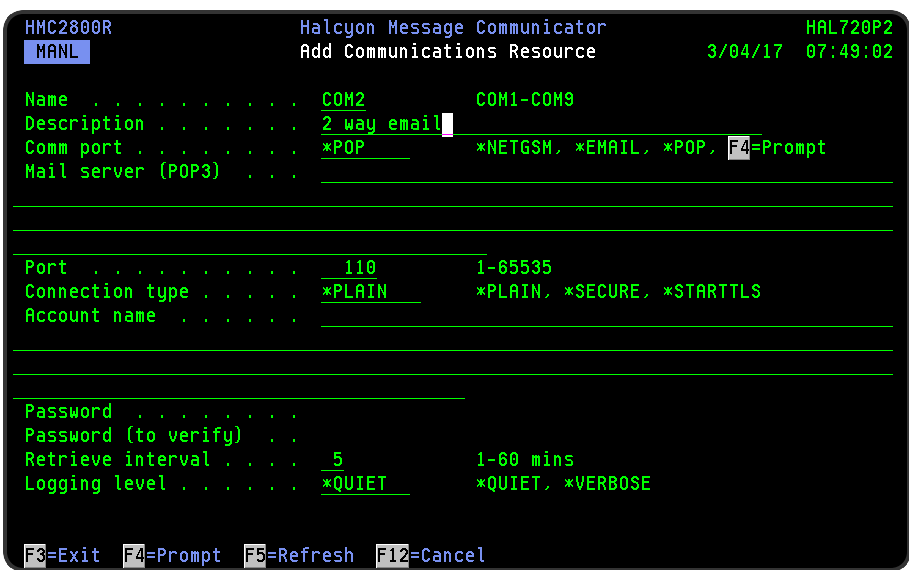 HMC2800R Halcyon Message Communicator HAL720P2
MANL Add Communications Resource 3/04/17 07:49:02
Name . . . . . . . . . . COM2 COM1-COM9
Description . . . . . . . 2 way email
Comm port . . . . . . . . *POP *NETGSM, *EMAIL, *POP, F4=Prompt
Mail server (POP3) . . .
Port . . . . . . . . . . 110 1-65535
Connection type . . . . . *PLAIN *PLAIN, *SECURE, *STARTTLS
Account name . . . . . .
Password . . . . . . . .
Password (to verify) . .
Retrieve interval . . . . 5 1-60 mins
Logging level . . . . . . *QUIET *QUIET, *VERBOSE
F3=Exit F4=Prompt F5=Refresh F12=Cancel